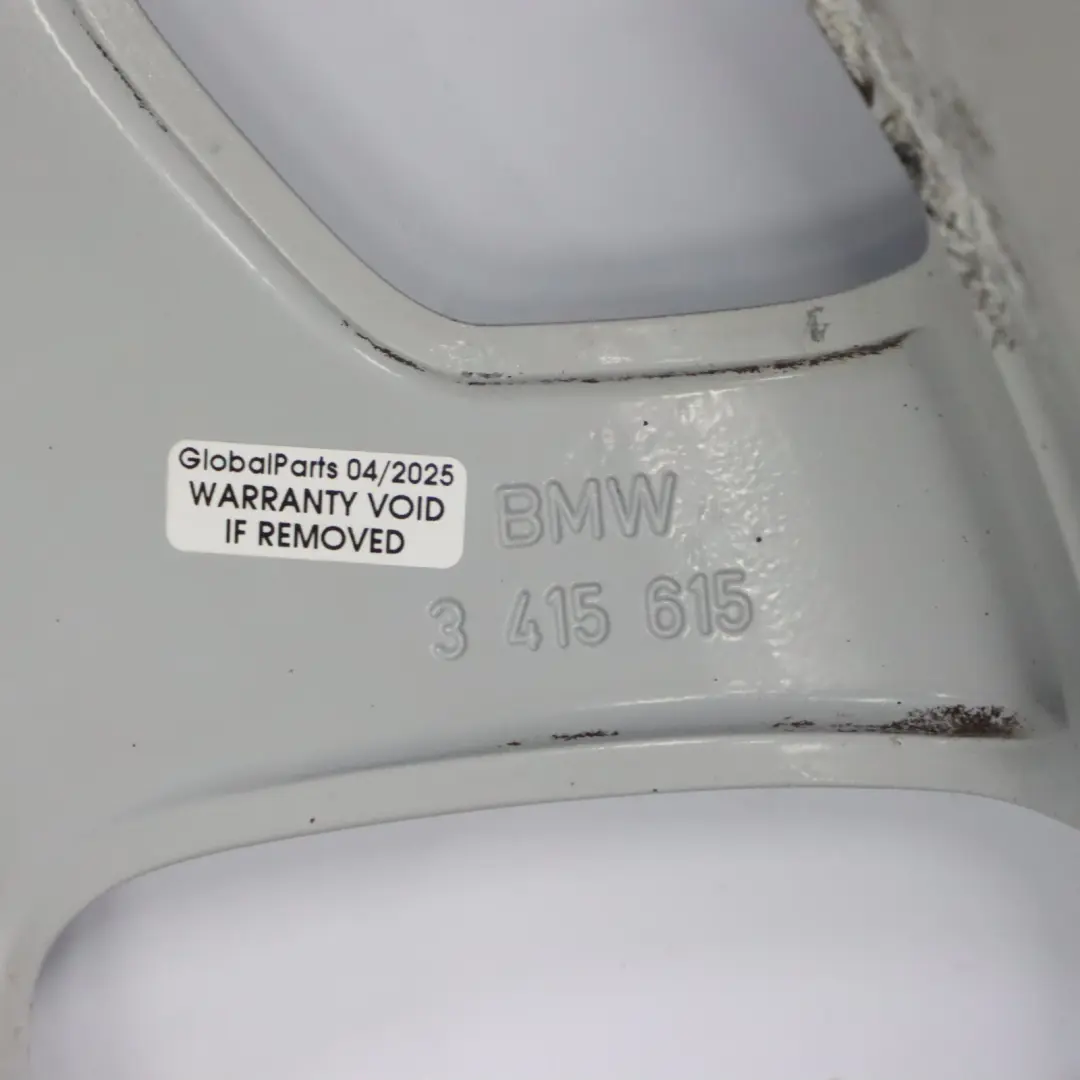 GlobalParts 04/2025
WARRANTY VOID
IF REMOVED
BMW
3 415 615